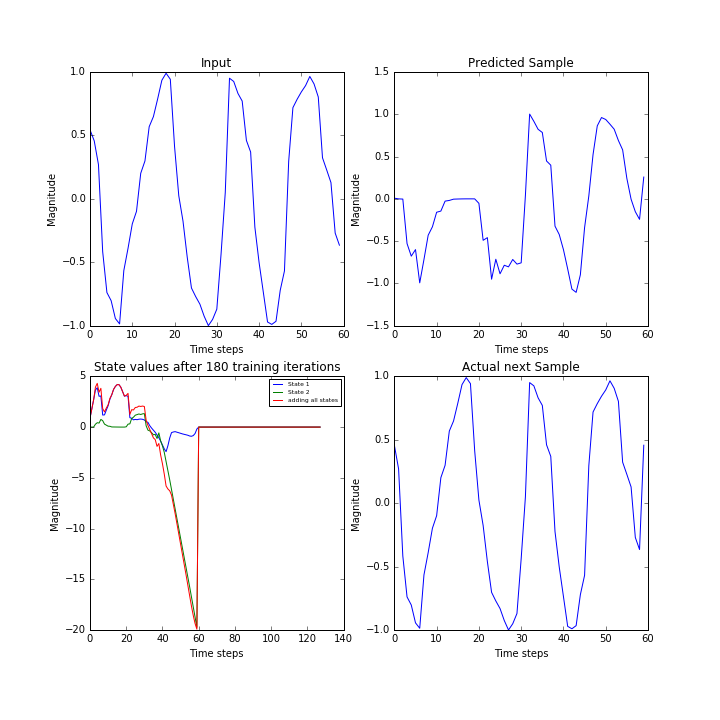 Input
Magnitude
1.0
0.5
0.0
−0.5
−1.0
0 10 20 30 40 50 60
Time steps
Predicted Sample
Magnitude
1.5
1.0
0.5
0.0
−0.5
−1.0
−1.5
0 10 20 30 40 50 60
Time steps
State values after 180 training iterations
Magnitude
5
0
−5
−10
−15
−20
0 20 40 60 80 100 120 140
Time steps
State 1
State 2
adding all states
Actual next Sample
Magnitude
1.0
0.5
0.0
−0.5
−1.0
0 10 20 30 40 50 60
Time steps